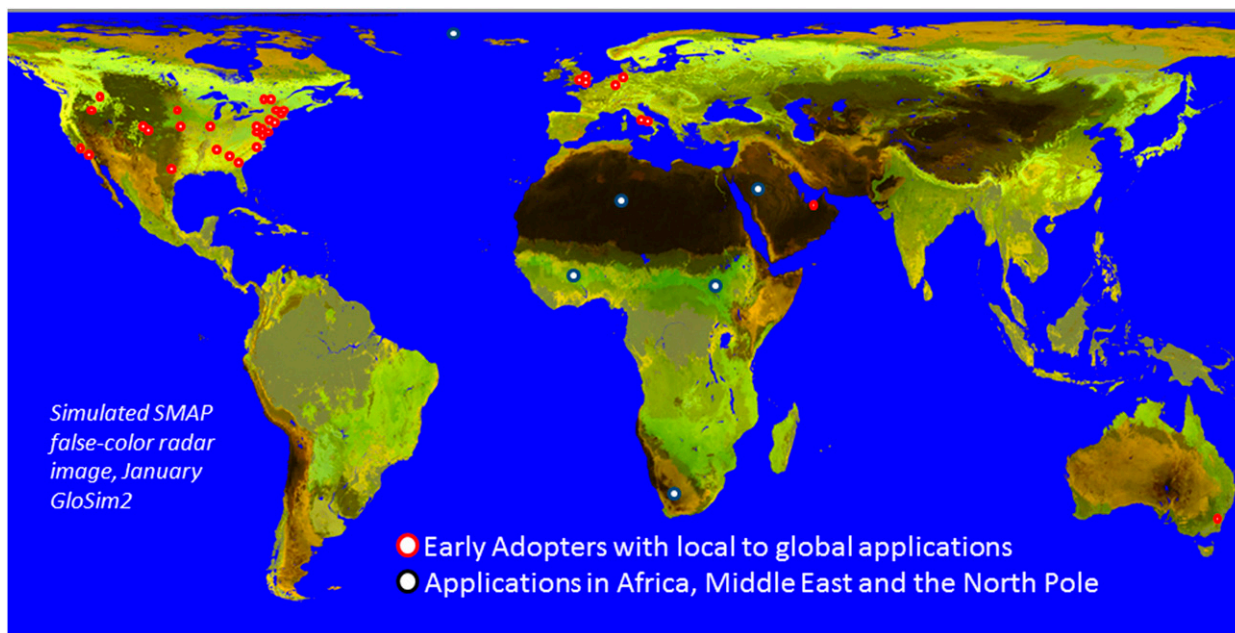 Simulated SMAP
false-color radar
image, January
GloSim2
Early Adopters with local to global applications
Applications in Africa, Middle East and the North Pole